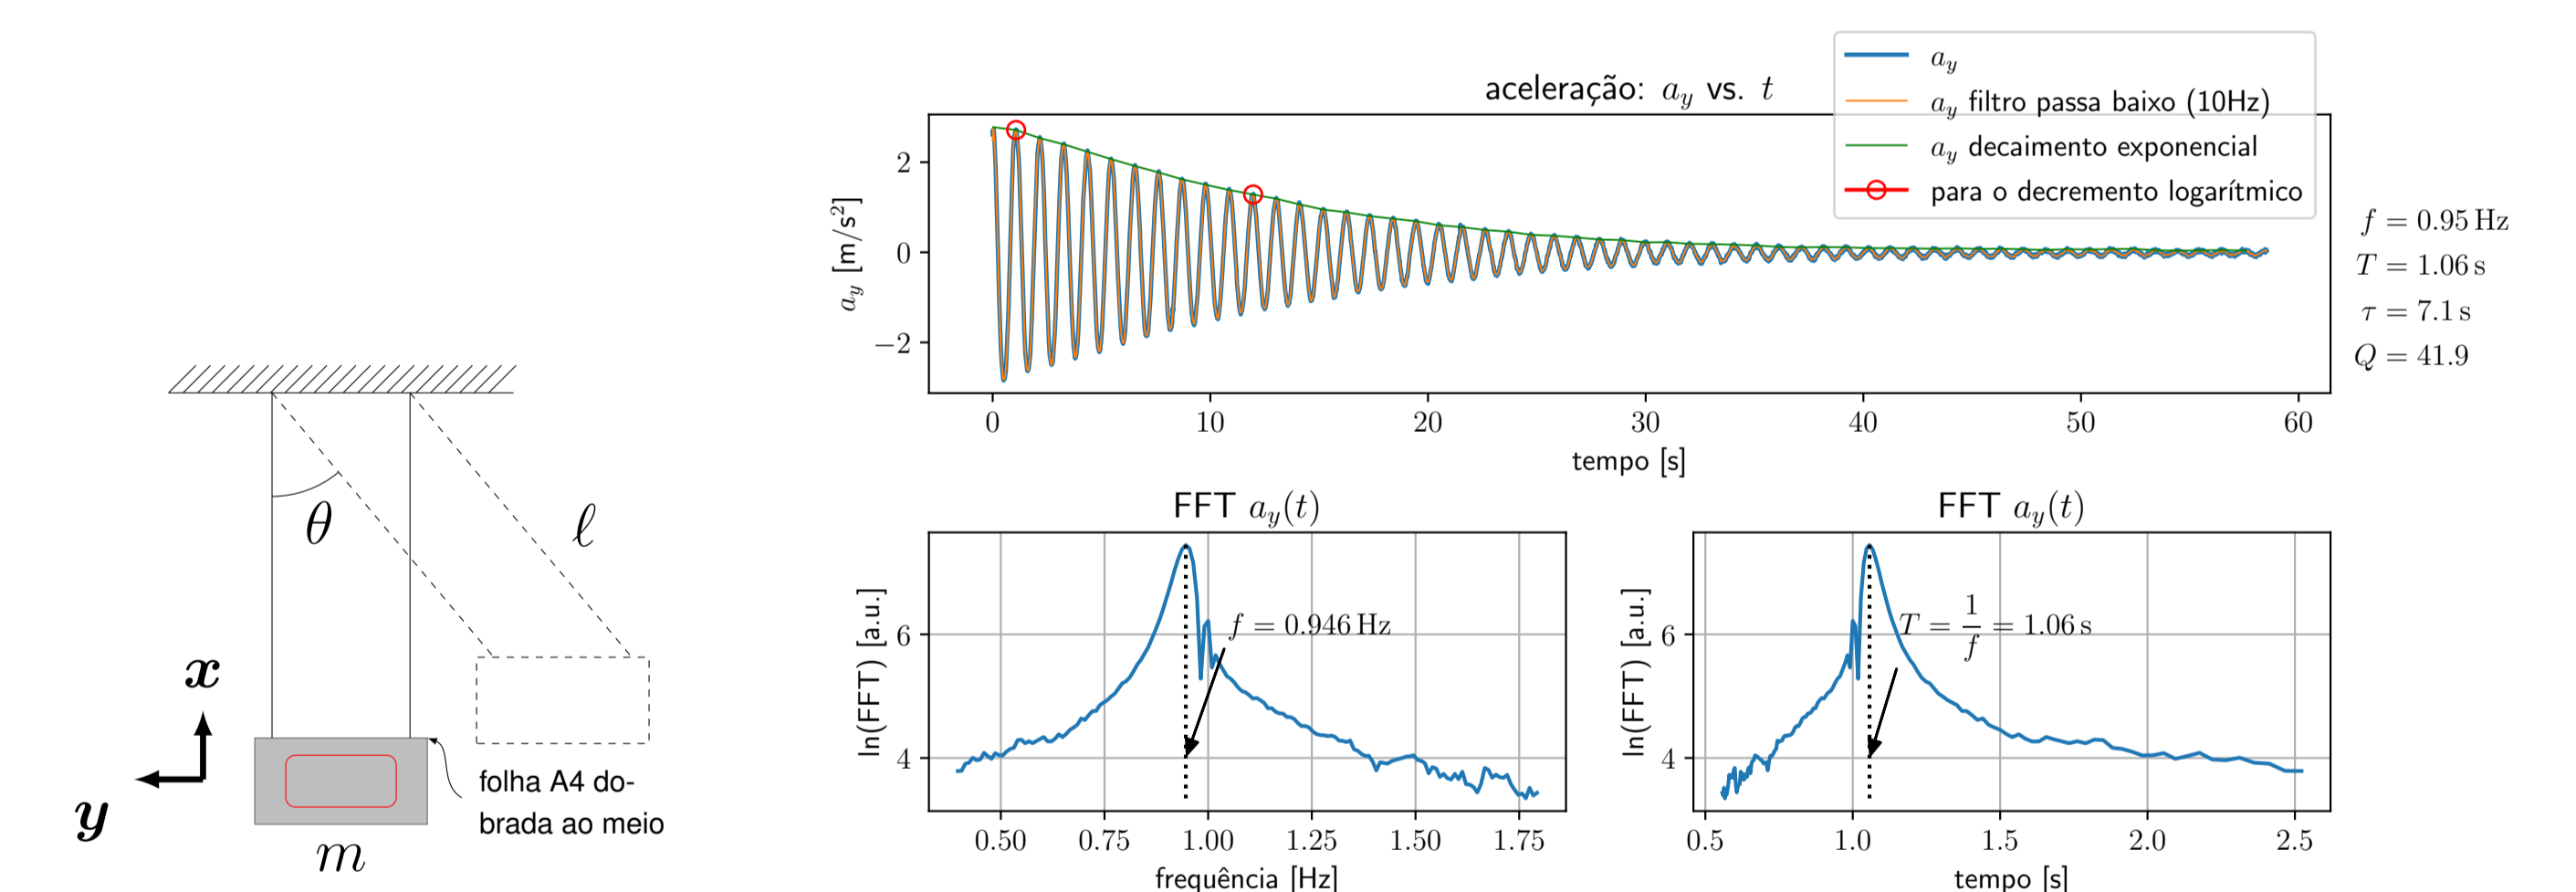 θ
ℓ
x
y
folha A4 do-
brada ao meio
m
aceleração: a_y vs. t
a_y
a_y filtro passa baixo (10Hz)
a_y decaimento exponencial
para o decremento logarítmico
a_y [m/s²]
2
0
−2
0 10 20 30 40 50 60
tempo [s]
f = 0.95 Hz
T = 1.06 s
τ = 7.1 s
Q = 41.9
FFT a_y(t)
ln(FFT) [a.u.]
6
4
f = 0.946 Hz
0.50 0.75 1.00 1.25 1.50 1.75
frequência [Hz]
FFT a_y(t)
ln(FFT) [a.u.]
6
4
T = 1/f = 1.06 s
0.5 1.0 1.5 2.0 2.5
tempo [s]